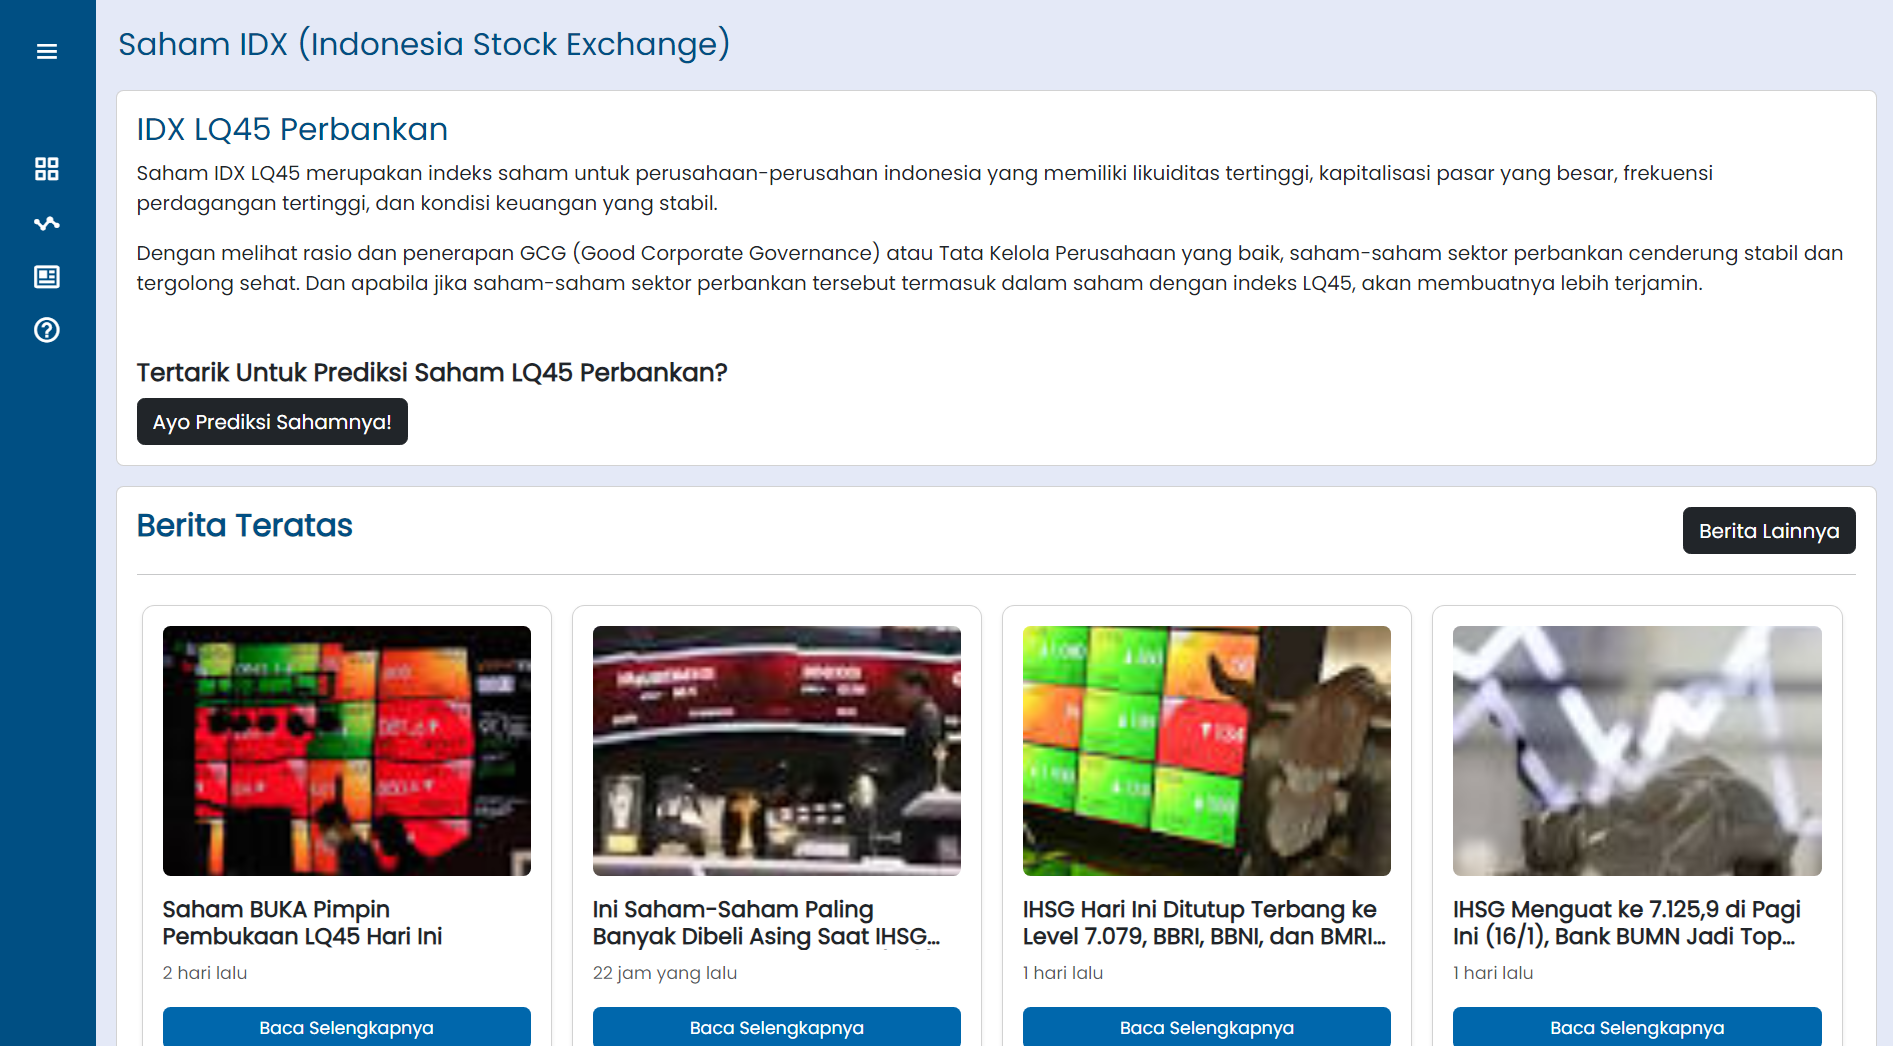 Saham IDX (Indonesia Stock Exchange)
IDX LQ45 Perbankan
Saham IDX LQ45 merupakan indeks saham untuk perusahaan-perusahan indonesia yang memiliki likuiditas tertinggi, kapitalisasi pasar yang besar, frekuensi
perdagangan tertinggi, dan kondisi keuangan yang stabil.
Dengan melihat rasio dan penerapan GCG (Good Corporate Governance) atau Tata Kelola Perusahaan yang baik, saham-saham sektor perbankan cenderung stabil dan
tergolong sehat. Dan apabila jika saham-saham sektor perbankan tersebut termasuk dalam saham dengan indeks LQ45, akan membuatnya lebih terjamin.
Tertarik Untuk Prediksi Saham LQ45 Perbankan?
Ayo Prediksi Sahamnya!
Berita Teratas
Berita Lainnya
Saham BUKA Pimpin
Pembukaan LQ45 Hari Ini
2 hari lalu
Baca Selengkapnya
Ini Saham-Saham Paling
Banyak Dibeli Asing Saat IHSG...
22 jam yang lalu
Baca Selengkapnya
IHSG Hari Ini Ditutup Terbang ke
Level 7.079, BBRI, BBNI, dan BMRI...
1 hari lalu
Baca Selengkapnya
IHSG Menguat ke 7.125,9 di Pagi
Ini (16/1), Bank BUMN Jadi Top...
1 hari lalu
Baca Selengkapnya